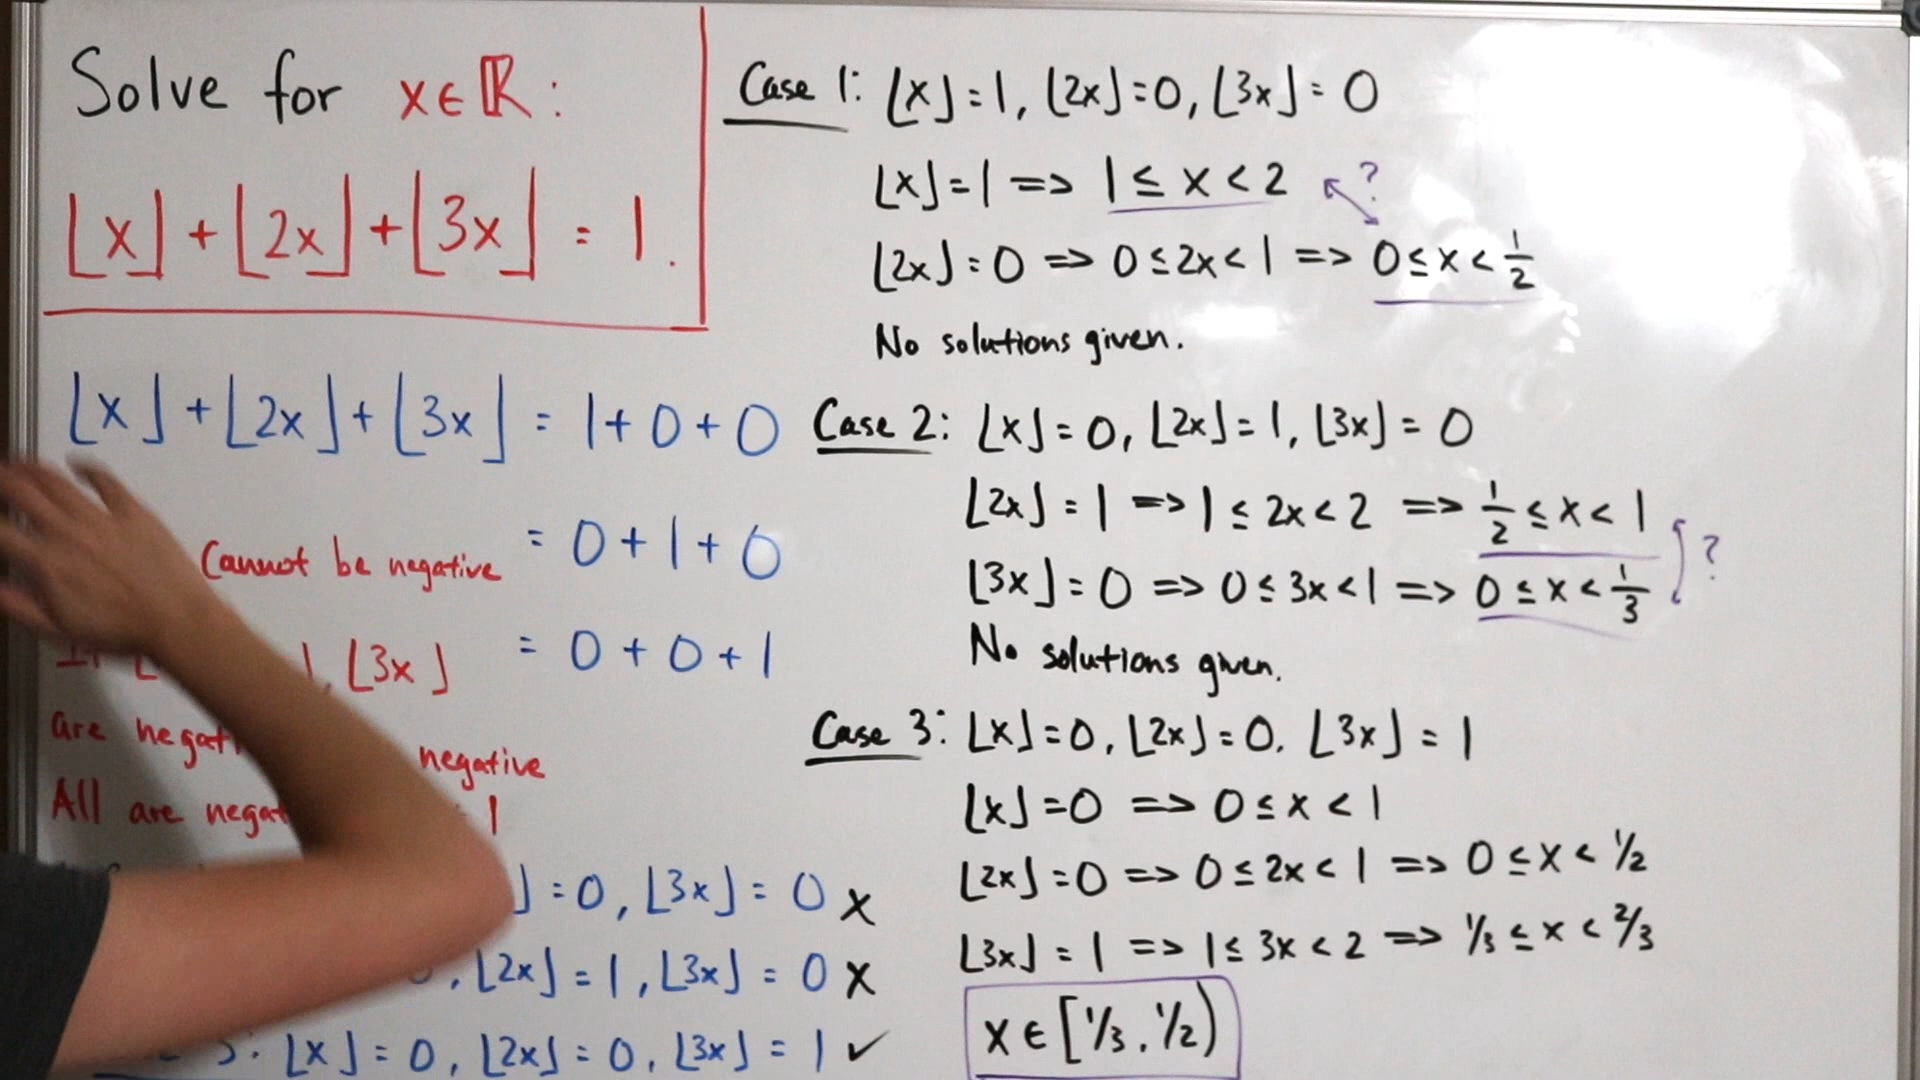 Solve for x∈ℝ:
⌊x⌋+⌊2x⌋+⌊3x⌋ = 1.
⌊x⌋+⌊2x⌋+⌊3x⌋ = 1+0+0
= 0+1+0
Cannot be negative
= 0+0+1
⌊3x⌋
are negative
All are 1
⌋=0, ⌊3x⌋=0 x
, ⌊2x⌋=1, ⌊3x⌋=0 x
3: ⌊x⌋=0, ⌊2x⌋=0, ⌊3x⌋=1 ✓
Case 1: ⌊x⌋=1, ⌊2x⌋=0, ⌊3x⌋=0
⌊x⌋=1 => 1≤x<2 ?
⌊2x⌋=0 => 0≤2x<1 => 0≤x<1/2
No solutions given.
Case 2: ⌊x⌋=0, ⌊2x⌋=1, ⌊3x⌋=0
⌊2x⌋=1 => 1≤2x<2 => 1/2≤x<1
?
⌊3x⌋=0 => 0≤3x<1 => 0≤x<1/3
No solutions given.
Case 3: ⌊x⌋=0, ⌊2x⌋=0. ⌊3x⌋=1
⌊x⌋=0 => 0≤x<1
⌊2x⌋=0 => 0≤2x<1 => 0≤x<1/2
⌊3x⌋=1 => 1≤3x<2 => 1/3≤x<2/3
x∈[1/3, 1/2)